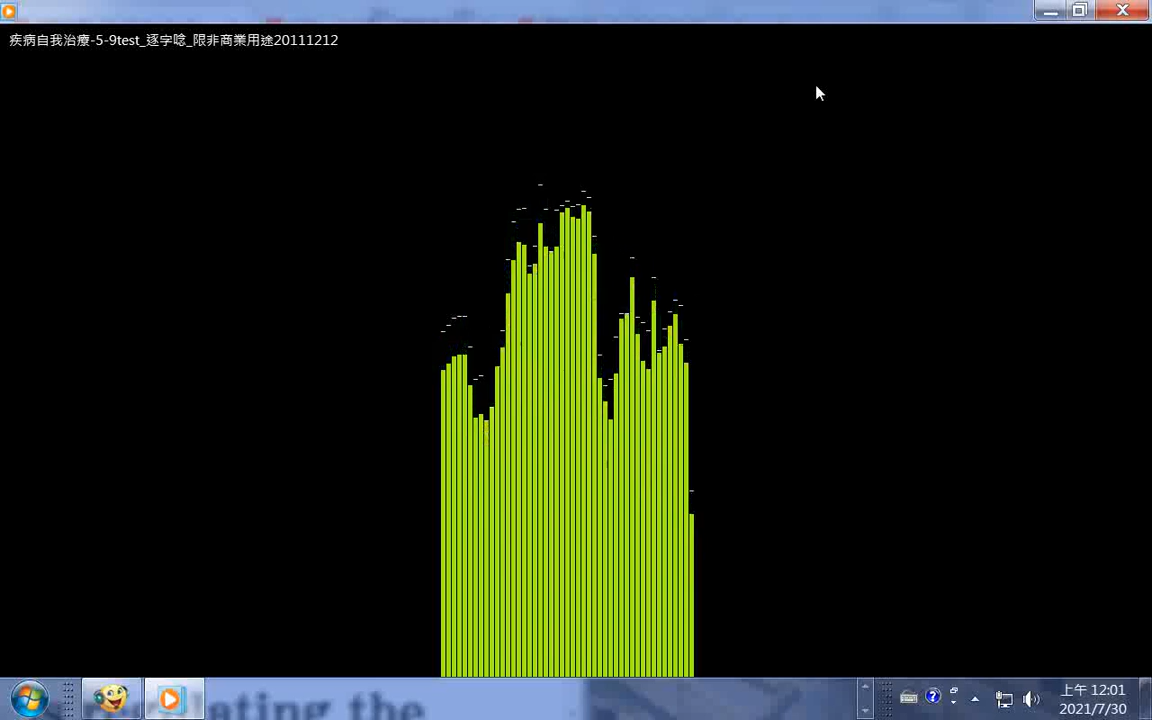 疾病自我治療-5-9test_逐字唸_限非商業用途20111212
ating the
上午 12:01
2021/7/30